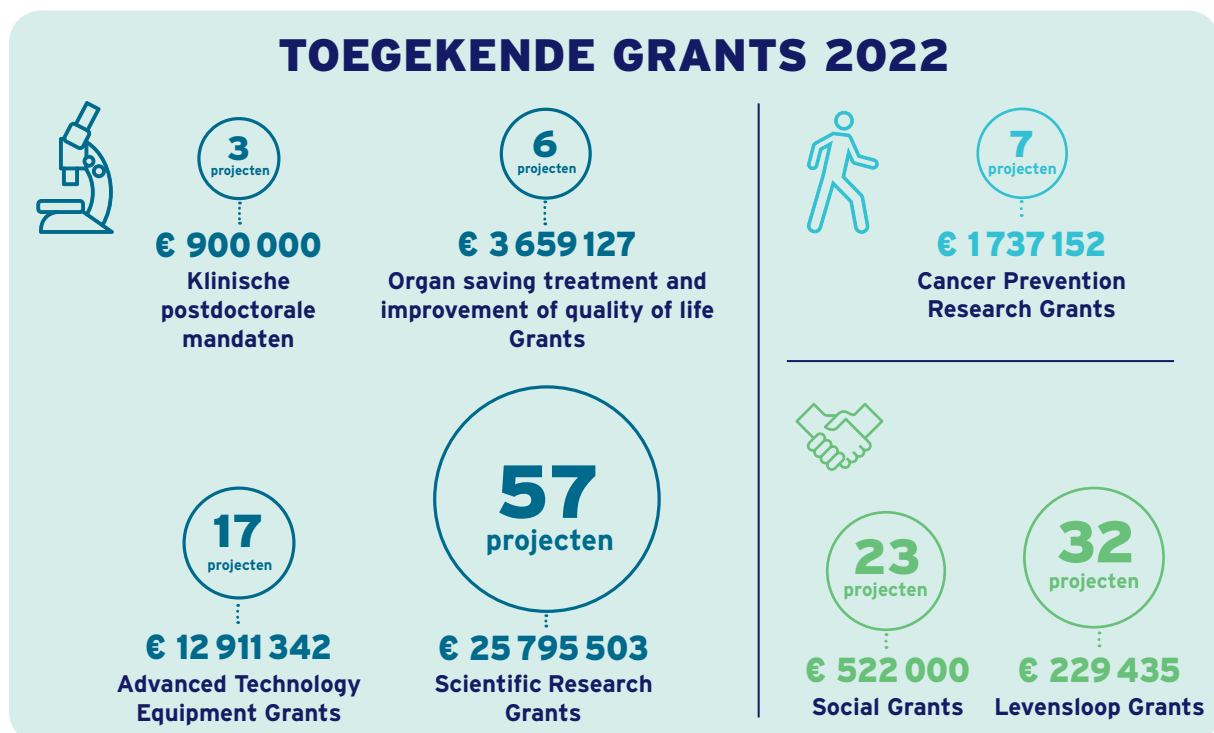 TOEGEKENDE GRANTS 2022
3
projecten
€ 900 000
Klinische
postdoctorale
mandaten
6
projecten
€ 3 659 127
Organ saving treatment and
improvement of quality of life
Grants
17
projecten
€ 12 911 342
Advanced Technology
Equipment Grants
57
projecten
€ 25 795 503
Scientific Research
Grants
7
projecten
€ 1 737 152
Cancer Prevention
Research Grants
23
projecten
€ 522 000
Social Grants
32
projecten
€ 229 435
Levensloop Grants